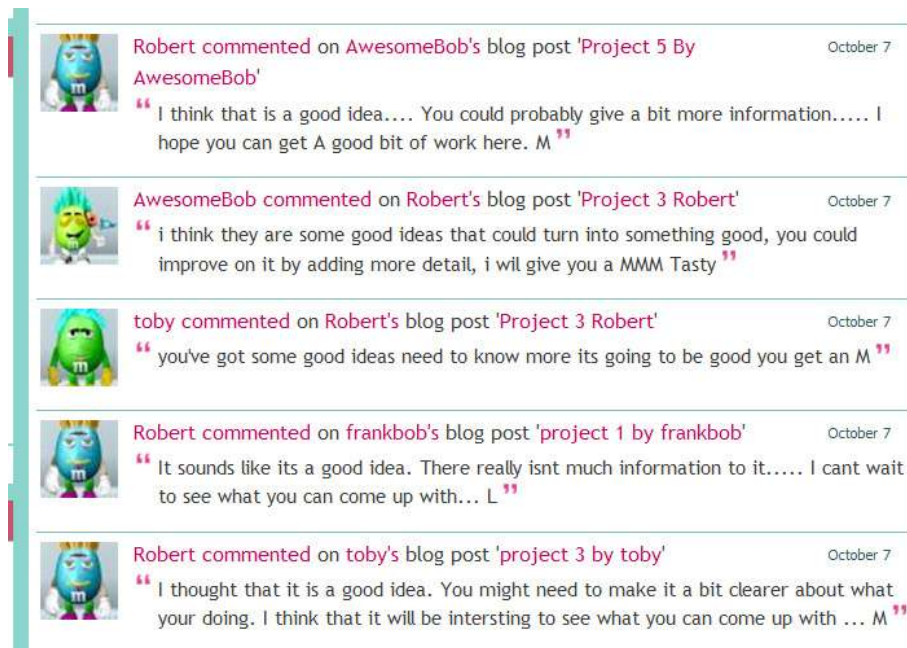 Robert commented on AwesomeBob's blog post 'Project 5 By
AwesomeBob'
October 7
“ I think that is a good idea.... You could probably give a bit more information..... I
hope you can get A good bit of work here. M ”
AwesomeBob commented on Robert's blog post 'Project 3 Robert'
October 7
“ i think they are some good ideas that could turn into something good, you could
improve on it by adding more detail, i wil give you a MMM Tasty ”
toby commented on Robert's blog post 'Project 3 Robert'
October 7
“ you've got some good ideas need to know more its going to be good you get an M ”
Robert commented on frankbob's blog post 'project 1 by frankbob'
October 7
“ It sounds like its a good idea. There really isnt much information to it..... I cant wait
to see what you can come up with... L ”
Robert commented on toby's blog post 'project 3 by toby'
October 7
“ I thought that it is a good idea. You might need to make it a bit clearer about what
your doing. I think that it will be intersting to see what you can come up with ... M ”